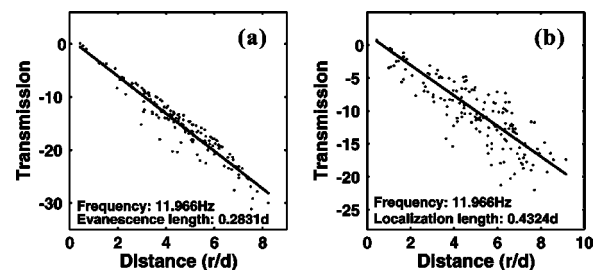 (a)
Transmission
0
-10
-20
-30
Frequency: 11.966Hz
Evanescence length: 0.2831d
0 2 4 6 8
Distance (r/d)
(b)
Transmission
0
-5
-10
-15
-20
-25
Frequency: 11.966Hz
Localization length: 0.4324d
0 2 4 6 8 10
Distance (r/d)